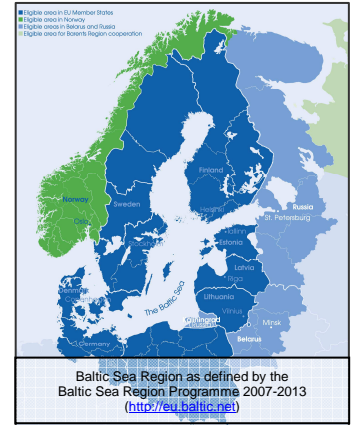 Eligible area in EU Member States
Eligible area in Norway
Eligible areas in Belarus and Russia
Eligible area for Barents Region cooperation
Finland
Norway
Helsinki
Russia
Oslo
Sweden
St. Petersburg
Tallinn
Stockholm
Estonia
Latvia
Riga
The Baltic Sea
Denmark
Lithuania
Vilnius
Minsk
Germany
Belarus
Baltic Sea Region as defined by the
Baltic Sea Region Programme 2007-2013
(http://eu.baltic.net)